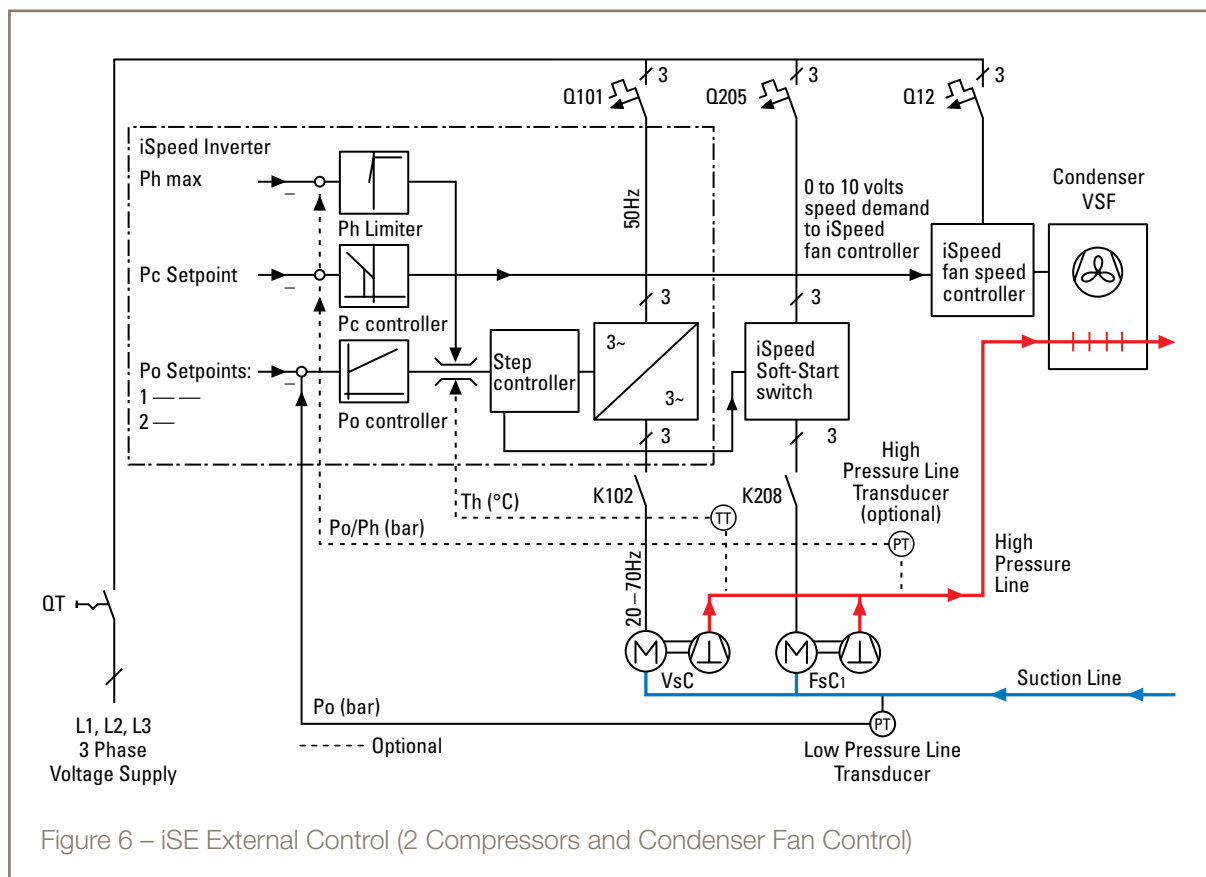 3
3
3
Q101
Q205
Q12
iSpeed Inverter
Ph max
–
Ph Limiter
50Hz
0 to 10 volts
speed demand
to iSpeed
fan controller
Condenser
VSF
iSpeed
fan speed
controller
Pc Setpoint
–
Pc controller
3
3
Po Setpoints:
1 — —
2 —
–
Po controller
Step
controller
3~
3~
iSpeed
Soft-Start
switch
3
3
K102
K208
High
Pressure Line
Transducer
(optional)
Th (°C)
TT
Po/Ph (bar)
PT
High
Pressure
Line
QT
20 – 70Hz
M
M
VsC
FsC1
Suction Line
Po (bar)
PT
L1, L2, L3
3 Phase
Voltage Supply
------ Optional
Low Pressure Line
Transducer
Figure 6 – iSE External Control (2 Compressors and Condenser Fan Control)